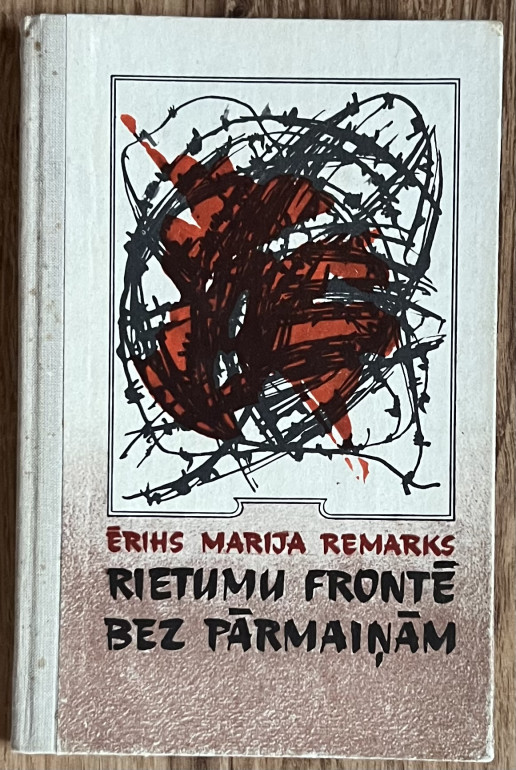 ĒRIHS MARIJA REMARKS
RIETUMU FRONTĒ
BEZ PĀRMAIŅĀM